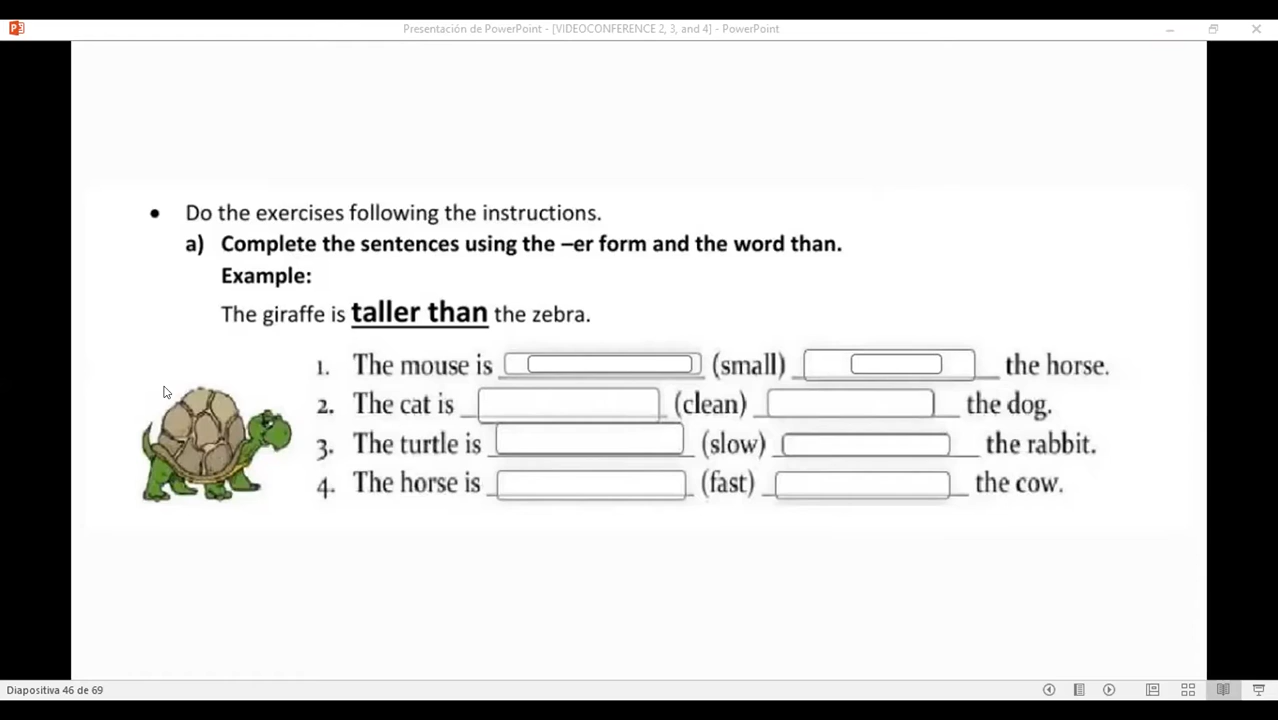 Presentación de PowerPoint - [VIDEOCONFERENCE 2, 3, and 4] - PowerPoint
• Do the exercises following the instructions.
a) Complete the sentences using the –er form and the word than.
Example:
The giraffe is taller than the zebra.
1. The mouse is (small) the horse.
2. The cat is (clean) the dog.
3. The turtle is (slow) the rabbit.
4. The horse is (fast) the cow.
Diapositiva 46 de 69